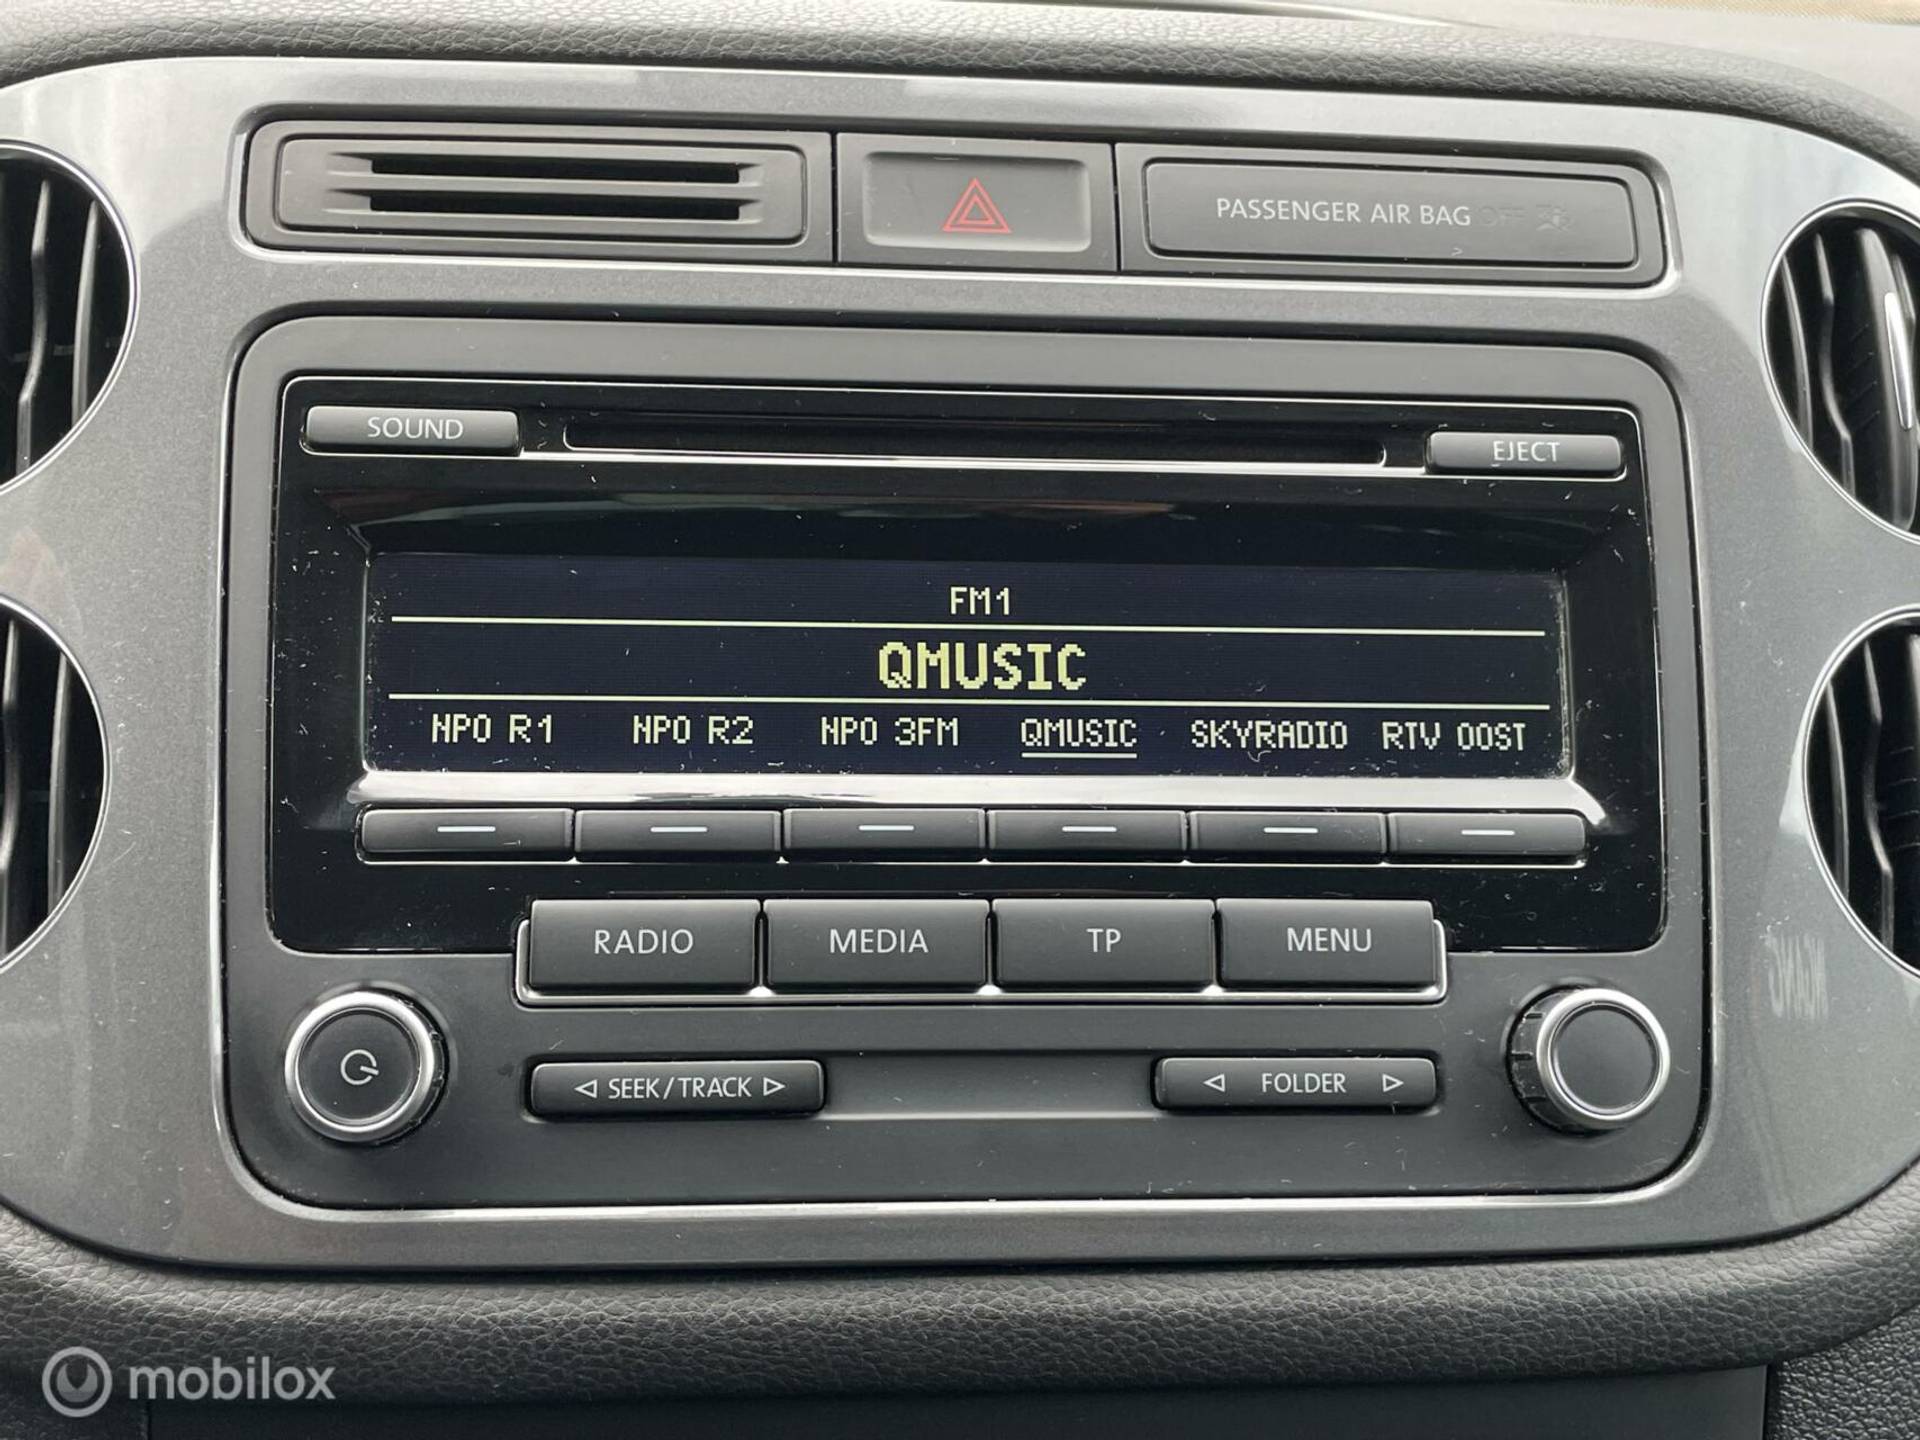 PASSENGER AIR BAG OFF
SOUND
EJECT
FM1
QMUSIC
NPO R1 NPO R2 NPO 3FM QMUSIC SKYRADIO RTV OOST
RADIO MEDIA TP MENU
SEEK/TRACK FOLDER
mobilox